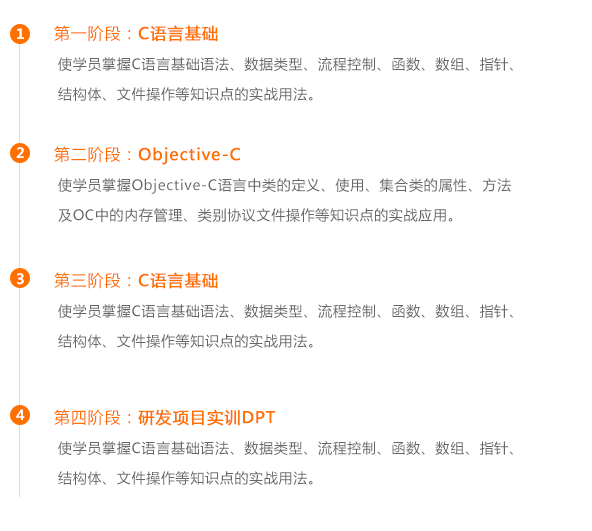 1 第一阶段：C语言基础
使学员掌握C语言基础语法、数据类型、流程控制、函数、数组、指针、
结构体、文件操作等知识点的实战用法。
2 第二阶段：Objective-C
使学员掌握Objective-C语言中类的定义、使用、集合类的属性、方法
及OC中的内存管理、类别协议文件操作等知识点的实战应用。
3 第三阶段：C语言基础
使学员掌握C语言基础语法、数据类型、流程控制、函数、数组、指针、
结构体、文件操作等知识点的实战用法。
4 第四阶段：研发项目实训DPT
使学员掌握C语言基础语法、数据类型、流程控制、函数、数组、指针、
结构体、文件操作等知识点的实战用法。